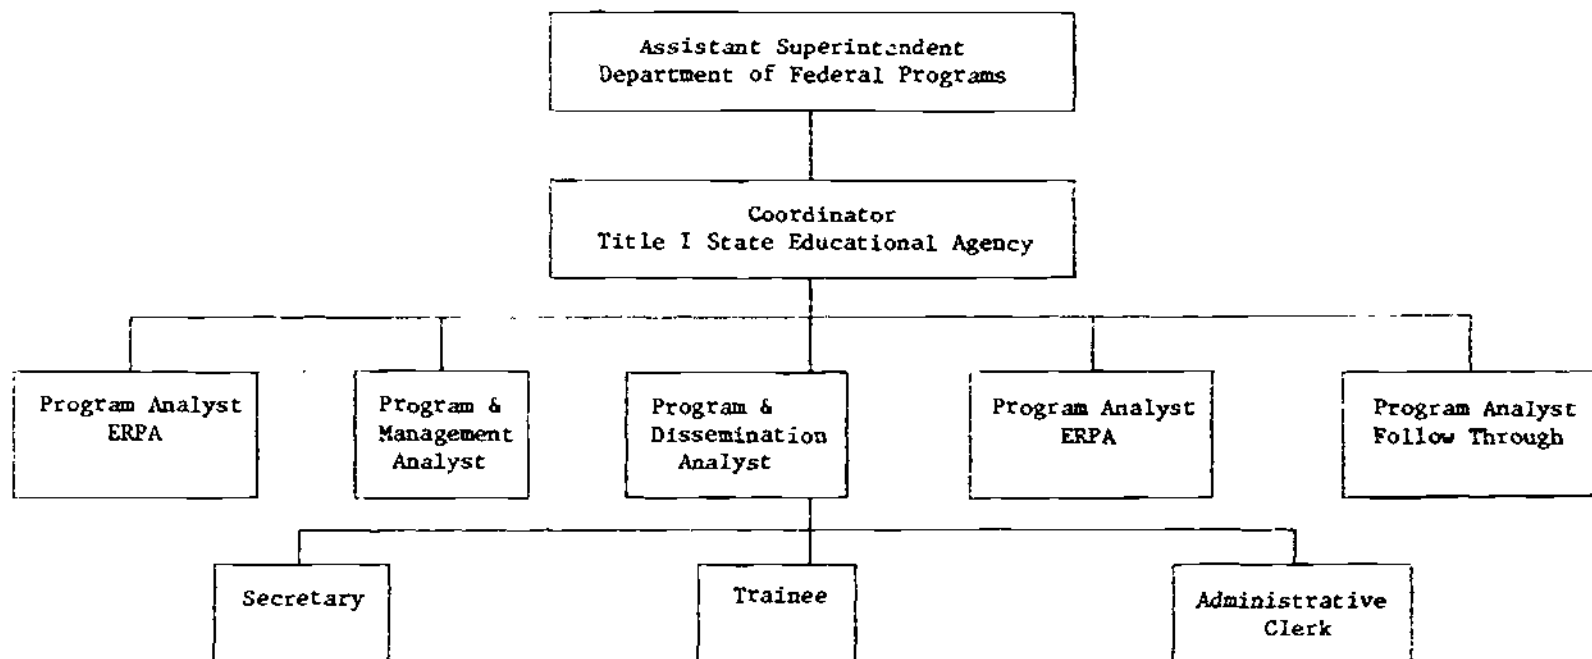 Assistant Superintendent
Department of Federal Programs
Coordinator
Title I State Educational Agency
Program Analyst
ERPA
Program &
Management
Analyst
Program &
Dissemination
Analyst
Program Analyst
ERPA
Program Analyst
Follow Through
Secretary
Trainee
Administrative
Clerk